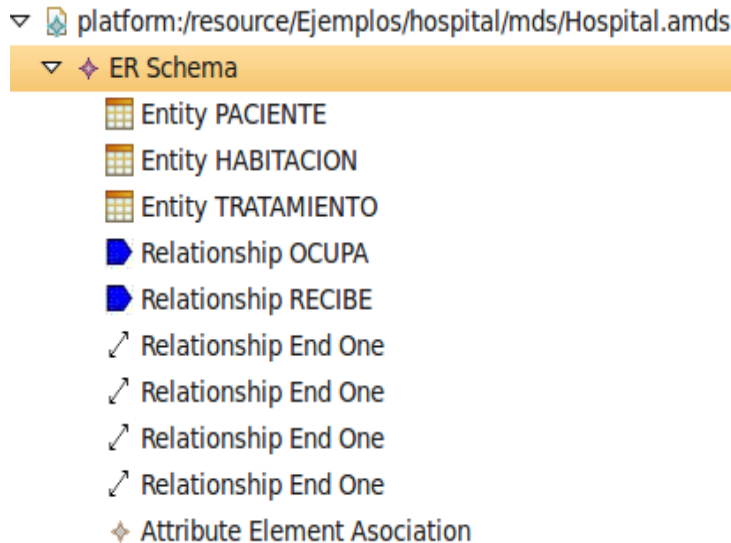 platform:/resource/Ejemplos/hospital/mds/Hospital.amds
ER Schema
Entity PACIENTE
Entity HABITACION
Entity TRATAMIENTO
Relationship OCUPA
Relationship RECIBE
Relationship End One
Relationship End One
Relationship End One
Relationship End One
Attribute Element Asociation